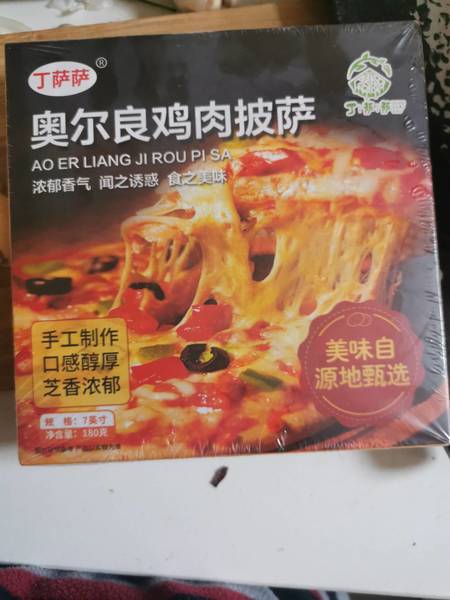 丁萨萨®
丁·萨·萨
奥尔良鸡肉披萨
AO ER LIANG JI ROU PI SA
浓郁香气 闻之诱惑 食之美味
手工制作
口感醇厚
芝香浓郁
美味自
源地甄选
规 格：7英寸
净含量：180克